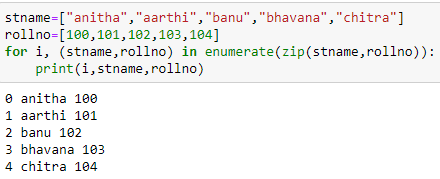 stname=["anitha","aarthi","banu","bhavana","chitra"]
rollno=[100,101,102,103,104]
for i, (stname,rollno) in enumerate(zip(stname,rollno)):
    print(i,stname,rollno)
0 anitha 100
1 aarthi 101
2 banu 102
3 bhavana 103
4 chitra 104